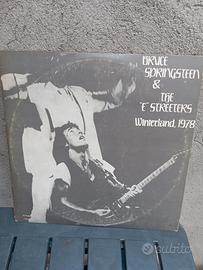 BRUCE
SPRINGSTEEN
&
THE
"E" STREETERS
Winterland, 1978
subito